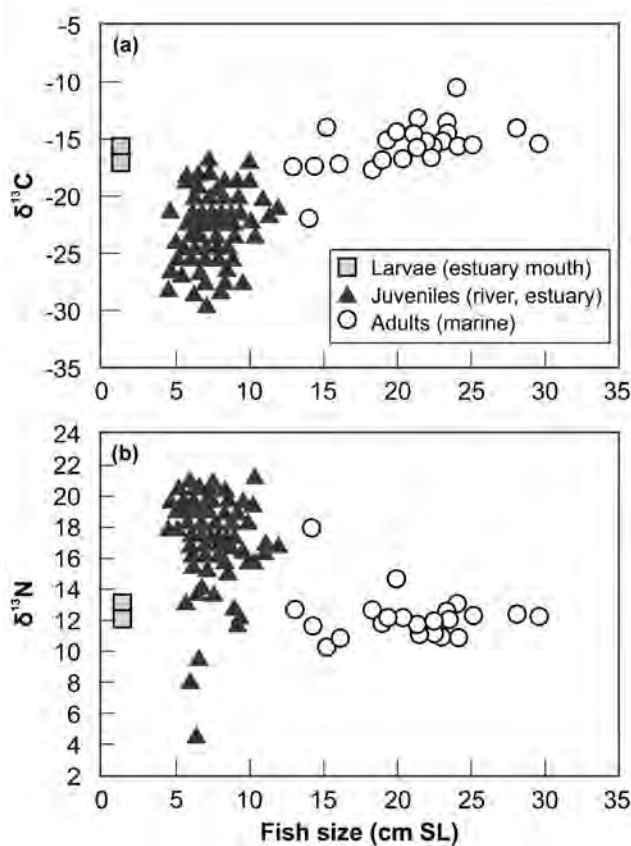 (a)
-5
-10
-15
-20
-25
-30
-35
δ¹³C
Larvae (estuary mouth)
Juveniles (river, estuary)
Adults (marine)
0 5 10 15 20 25 30 35
(b)
24
22
20
18
16
14
12
10
8
6
4
2
δ¹³N
0 5 10 15 20 25 30 35
Fish size (cm SL)